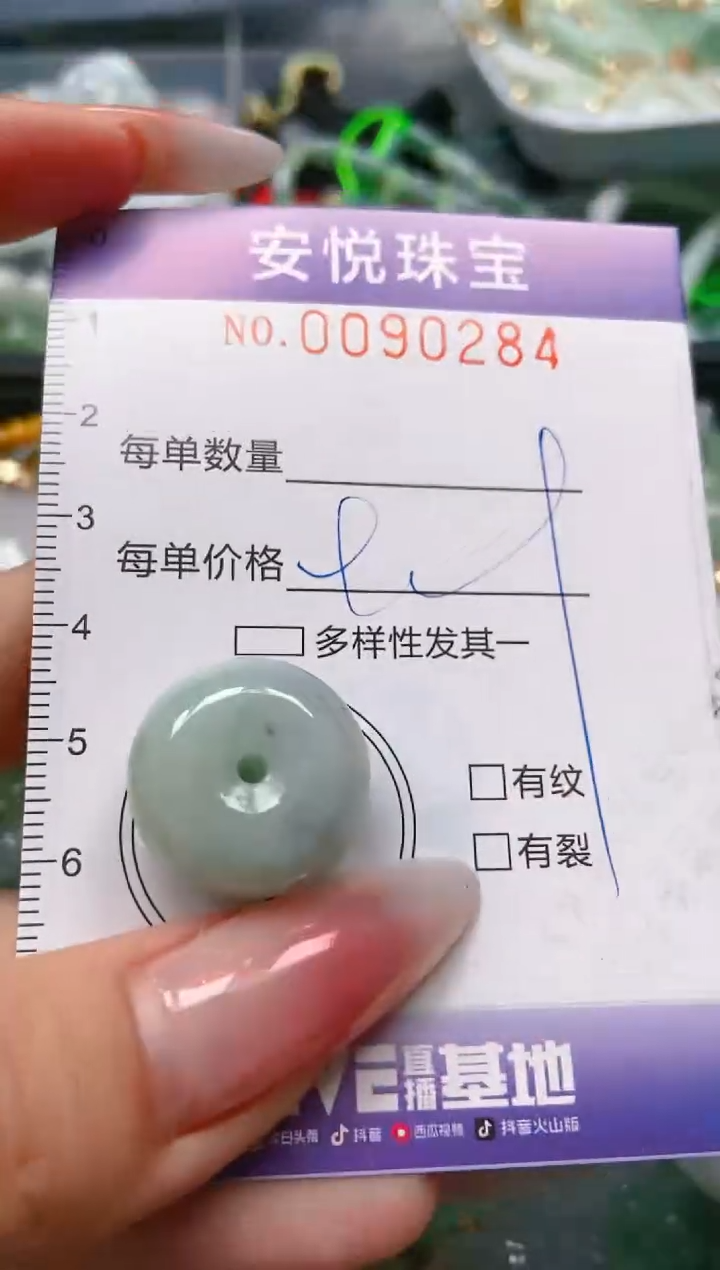 安悦珠宝
NO.0090284
1
2
每单数量
3
每单价格
4
多样性发其一
5
有纹
有裂
6
直播基地
抖音 西瓜视频 抖音火山版